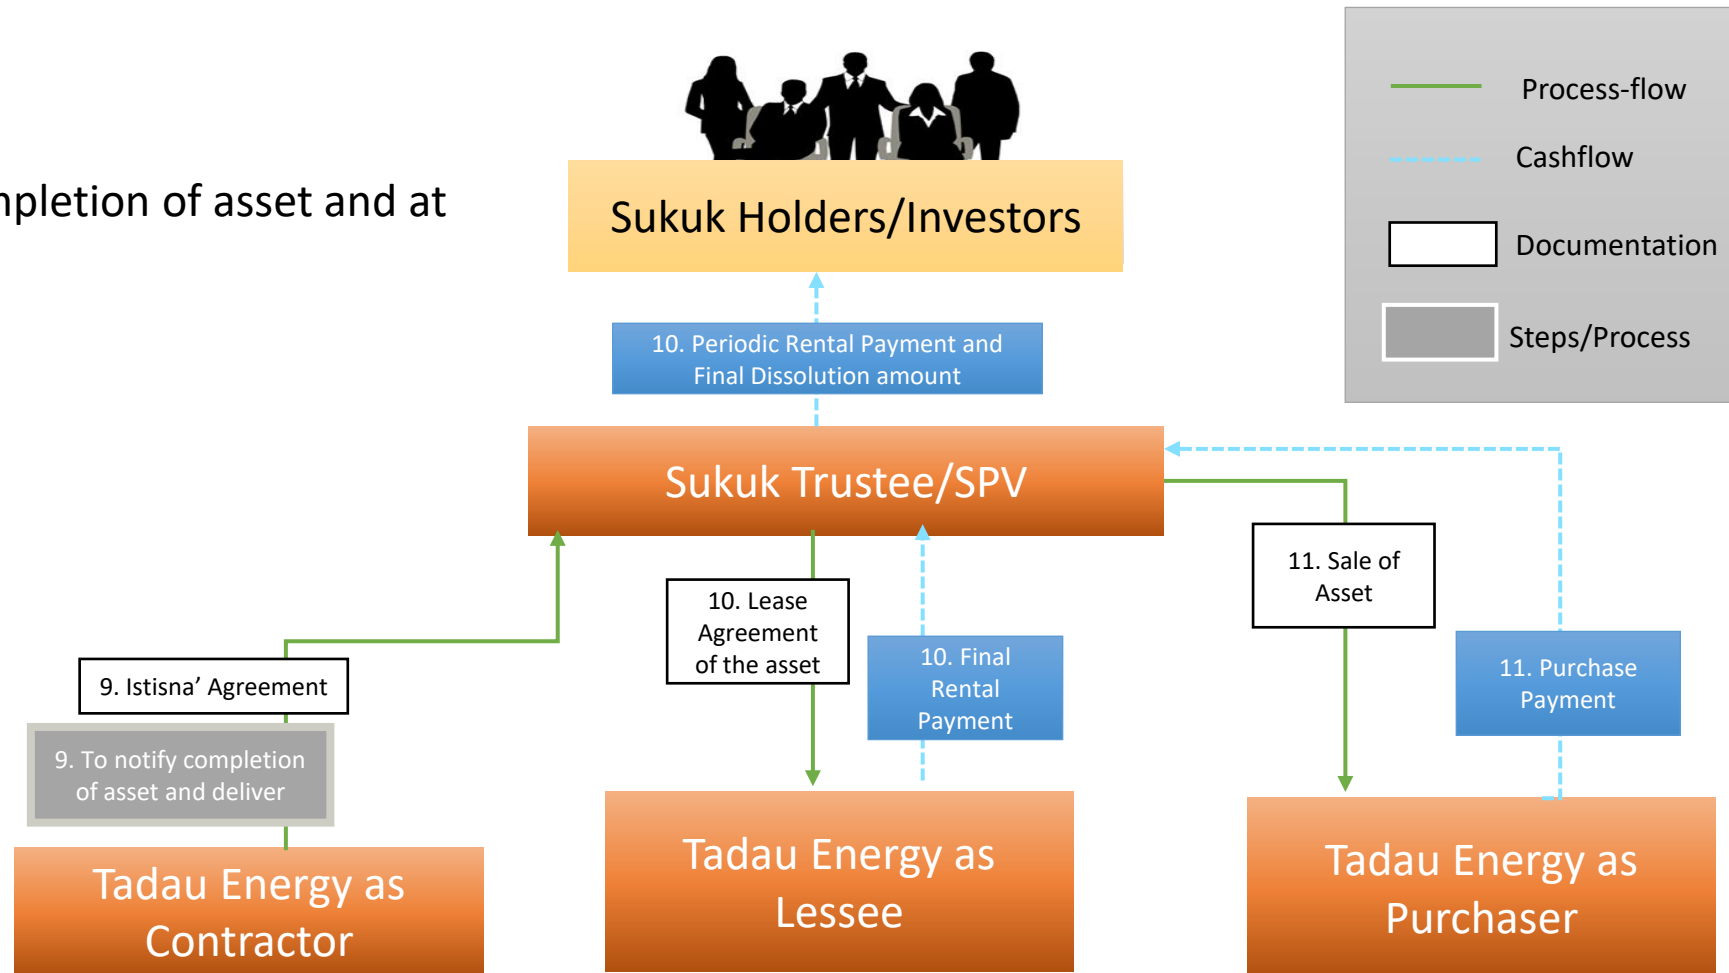 Process-flow
Cashflow
Documentation
Steps/Process
completion of asset and at
Sukuk Holders/Investors
10. Periodic Rental Payment and
Final Dissolution amount
Sukuk Trustee/SPV
11. Sale of
Asset
10. Lease
Agreement
of the asset
10. Final
Rental
Payment
11. Purchase
Payment
9. Istisna’ Agreement
9. To notify completion
of asset and deliver
Tadau Energy as
Contractor
Tadau Energy as
Lessee
Tadau Energy as
Purchaser